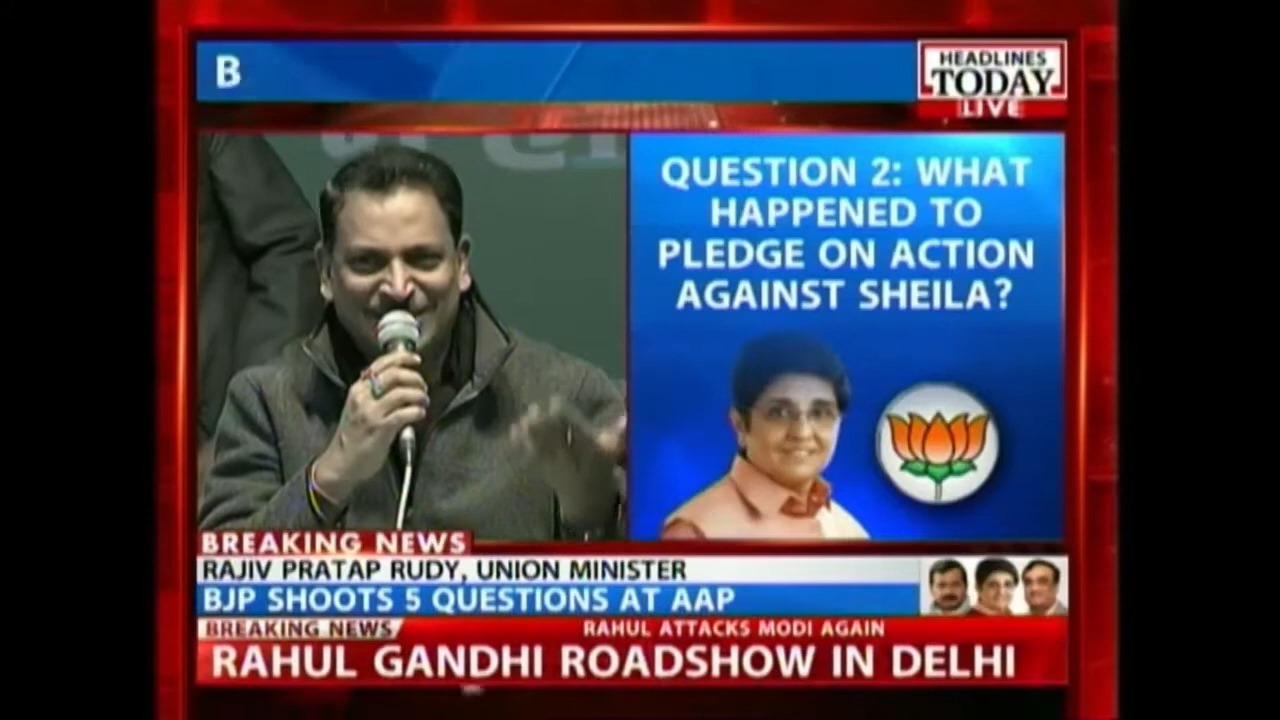 B
HEADLINES
TODAY
LIVE
QUESTION 2: WHAT
HAPPENED TO
PLEDGE ON ACTION
AGAINST SHEILA?
BREAKING NEWS
RAJIV PRATAP RUDY, UNION MINISTER
BJP SHOOTS 5 QUESTIONS AT AAP
BREAKING NEWS
RAHUL ATTACKS MODI AGAIN
RAHUL GANDHI ROADSHOW IN DELHI